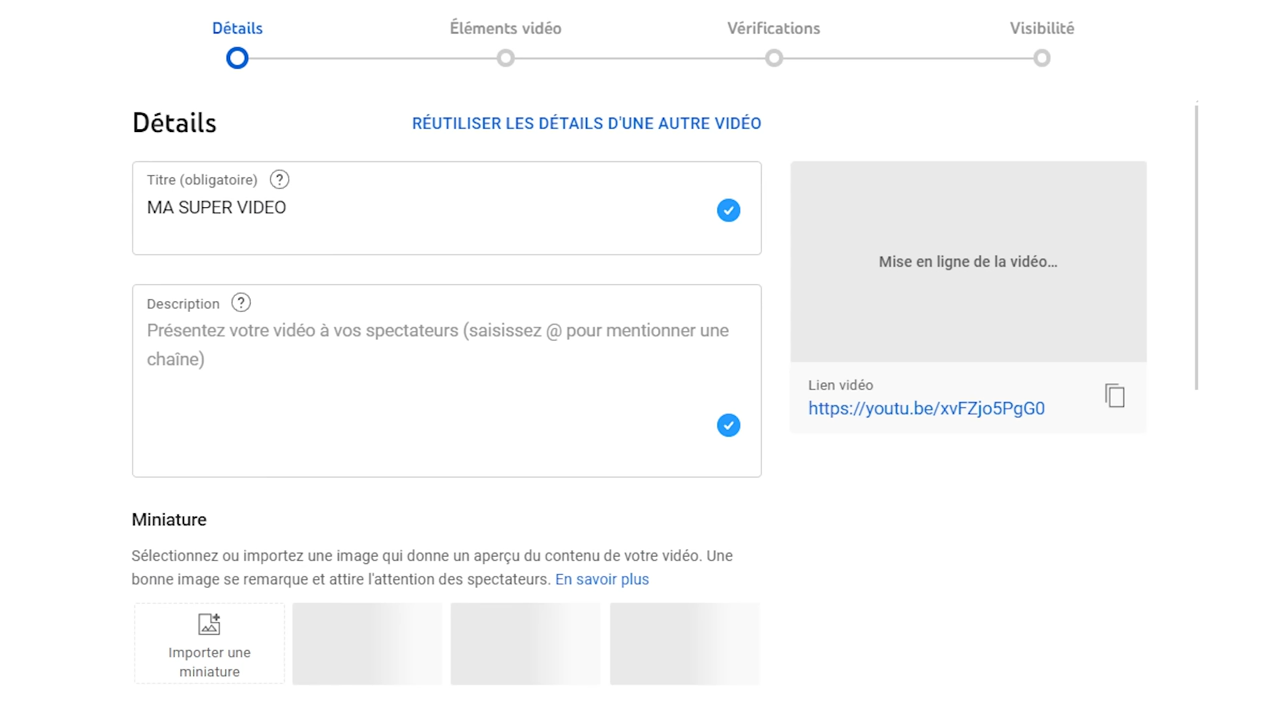 Détails
Éléments vidéo
Vérifications
Visibilité
Détails
RÉUTILISER LES DÉTAILS D'UNE AUTRE VIDÉO
Titre (obligatoire) ?
MA SUPER VIDEO
Description ?
Présentez votre vidéo à vos spectateurs (saisissez @ pour mentionner une
chaîne)
Mise en ligne de la vidéo...
Lien vidéo
https://youtu.be/xvFZjo5PgG0
Miniature
Sélectionnez ou importez une image qui donne un aperçu du contenu de votre vidéo. Une
bonne image se remarque et attire l'attention des spectateurs. En savoir plus
Importer une
miniature